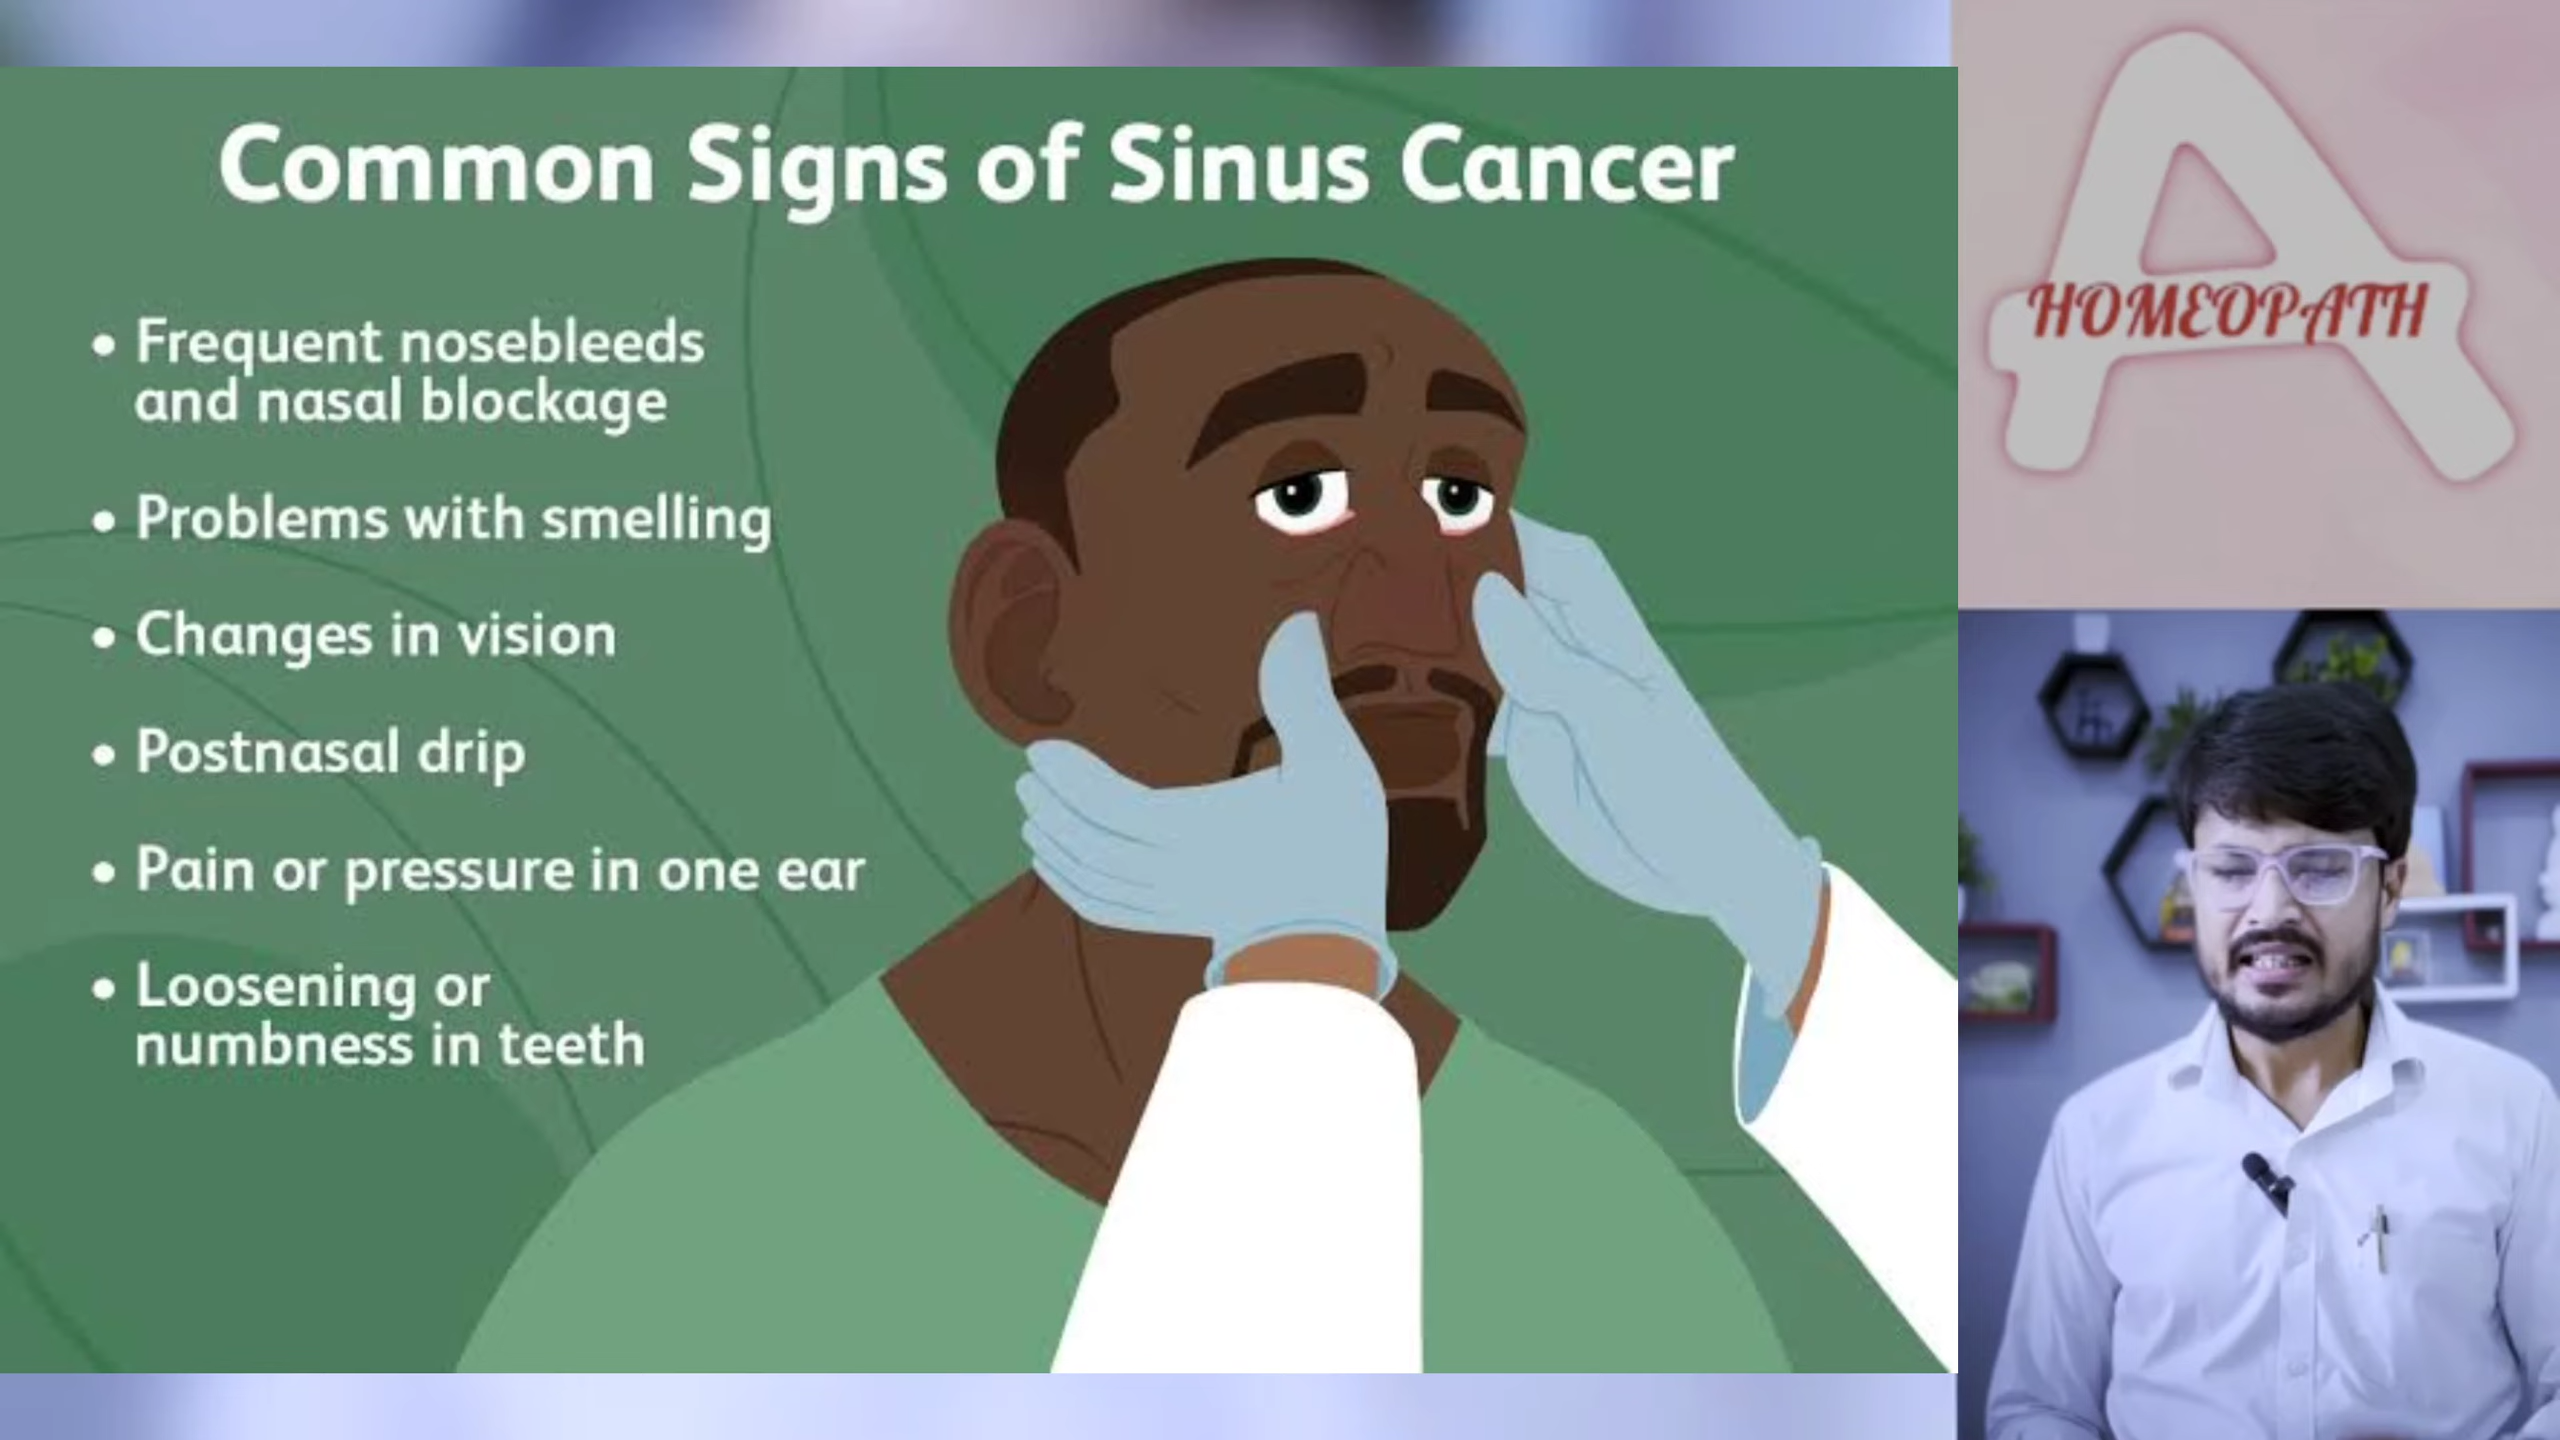 Common Signs of Sinus Cancer
• Frequent nosebleeds
and nasal blockage
• Problems with smelling
• Changes in vision
• Postnasal drip
• Pain or pressure in one ear
• Loosening or
numbness in teeth
A
HOMEOPATH